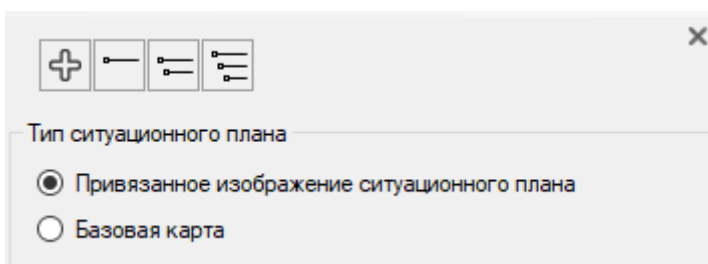 Тип ситуационного плана
Привязанное изображение ситуационного плана
Базовая карта